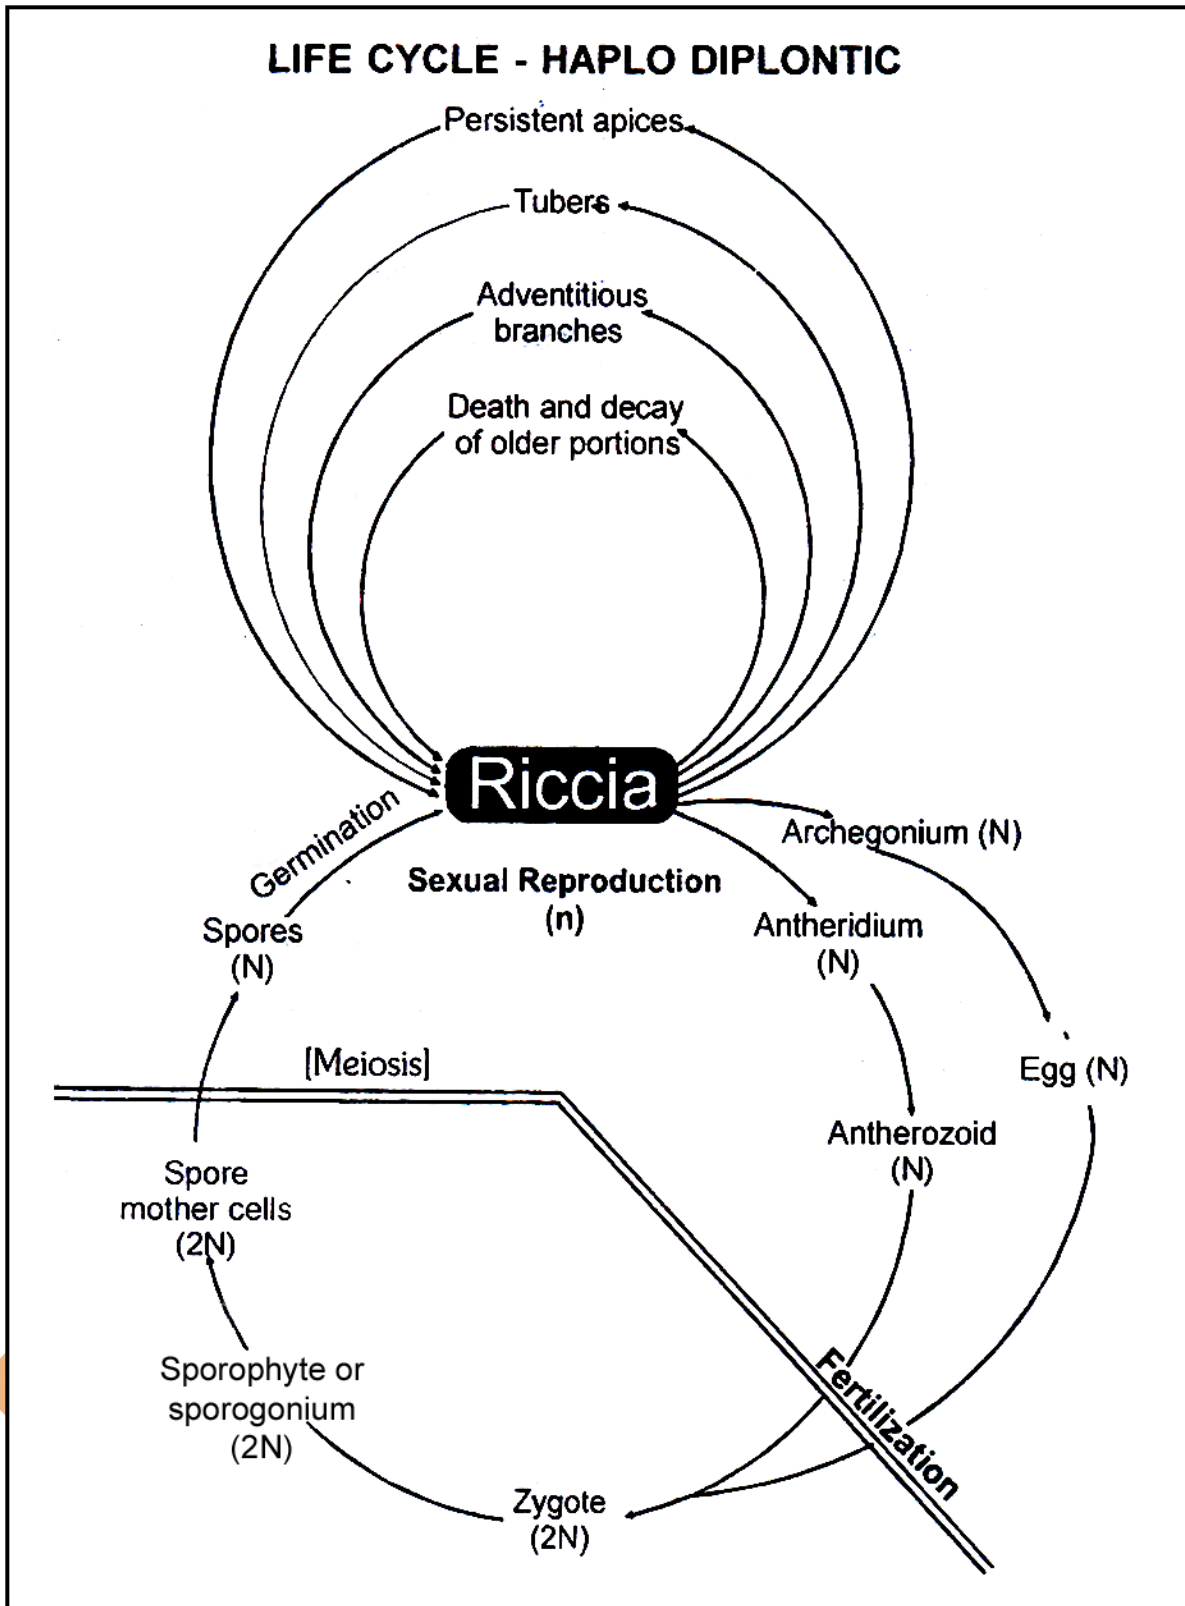 LIFE CYCLE - HAPLO DIPLONTIC
Persistent apices
Tubers
Adventitious
branches
Death and decay
of older portions
Riccia
Germination
Archegonium (N)
Sexual Reproduction
(n)
Antheridium
(N)
Spores
(N)
[Meiosis]
Egg (N)
Antherozoid
(N)
Spore
mother cells
(2N)
Sporophyte or
sporogonium
(2N)
Fertilization
Zygote
(2N)